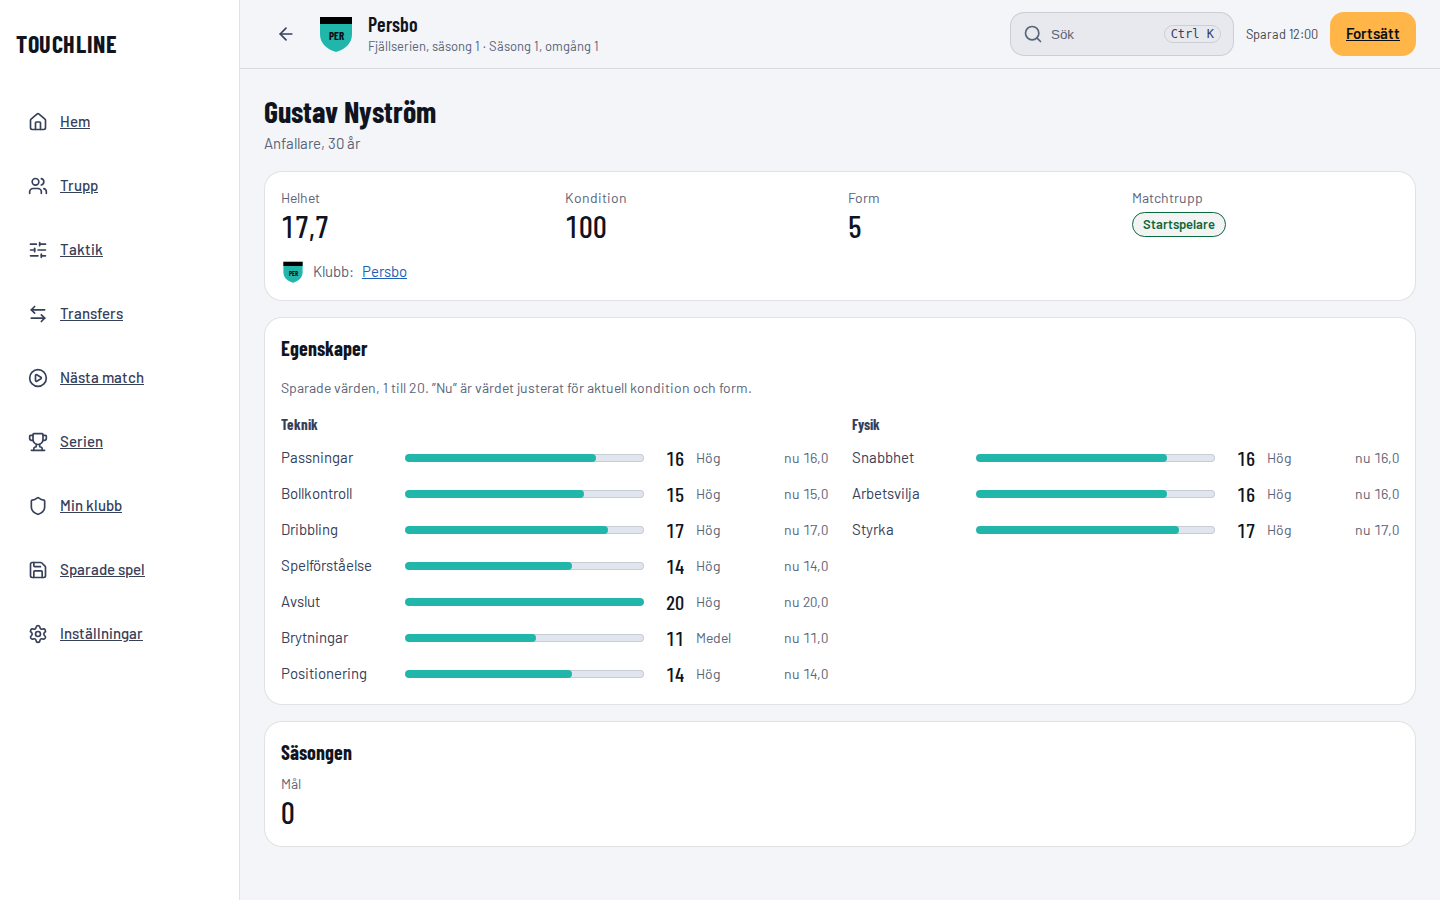 TOUCHLINE
Hem
Trupp
Taktik
Transfers
Nästa match
Serien
Min klubb
Sparade spel
Inställningar
PER
Persbo
Fjällserien, säsong 1 · Säsong 1, omgång 1
Sök
Ctrl K
Sparad 12:00
Fortsätt
Gustav Nyström
Anfallare, 30 år
Helhet
17,7
Kondition
100
Form
5
Matchtrupp
Startspelare
PER
Klubb: Persbo
Egenskaper
Sparade värden, 1 till 20. ”Nu” är värdet justerat för aktuell kondition och form.
Teknik
Passningar 16 Hög nu 16,0
Bollkontroll 15 Hög nu 15,0
Dribbling 17 Hög nu 17,0
Spelförståelse 14 Hög nu 14,0
Avslut 20 Hög nu 20,0
Brytningar 11 Medel nu 11,0
Positionering 14 Hög nu 14,0
Fysik
Snabbhet 16 Hög nu 16,0
Arbetsvilja 16 Hög nu 16,0
Styrka 17 Hög nu 17,0
Säsongen
Mål
0